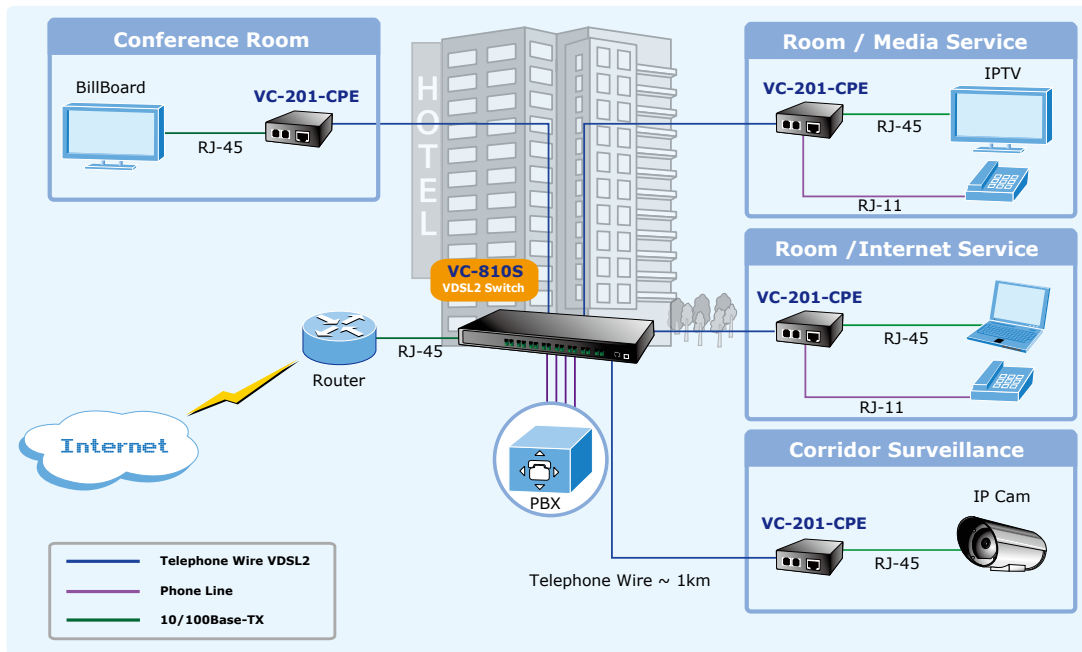 Conference Room
BillBoard
VC-201-CPE
RJ-45
HOTEL
Room / Media Service
VC-201-CPE
IPTV
RJ-45
RJ-11
VC-810S
VDSL2 Switch
Room /Internet Service
VC-201-CPE
RJ-45
RJ-11
Router
RJ-45
Internet
PBX
Corridor Surveillance
VC-201-CPE
IP Cam
RJ-45
Telephone Wire ~ 1km
Telephone Wire VDSL2
Phone Line
10/100Base-TX